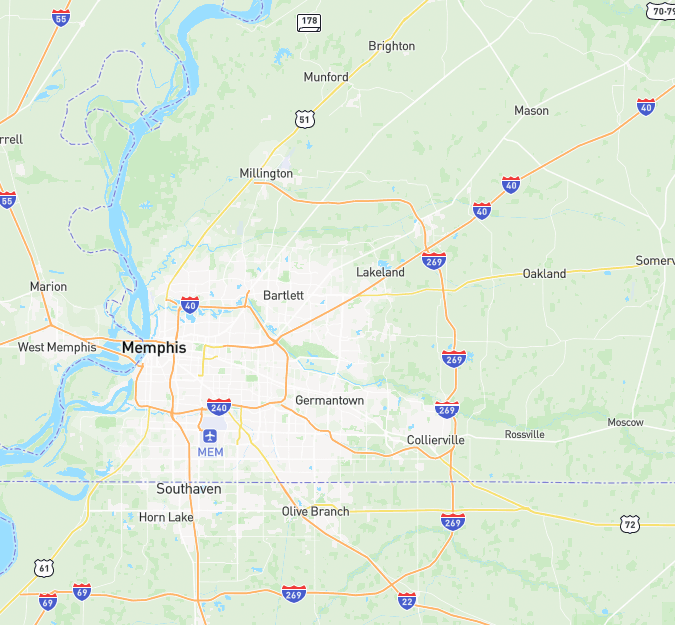 55
178
70-79
Brighton
Munford
40
Mason
51
rrell
Millington
40
55
40
269
Lakeland
Somerv
Oakland
Marion
Bartlett
40
West Memphis
Memphis
269
Germantown
240
269
Moscow
MEM
Collierville
Rossville
Southaven
Olive Branch
Horn Lake
269
72
61
69
269
69
22